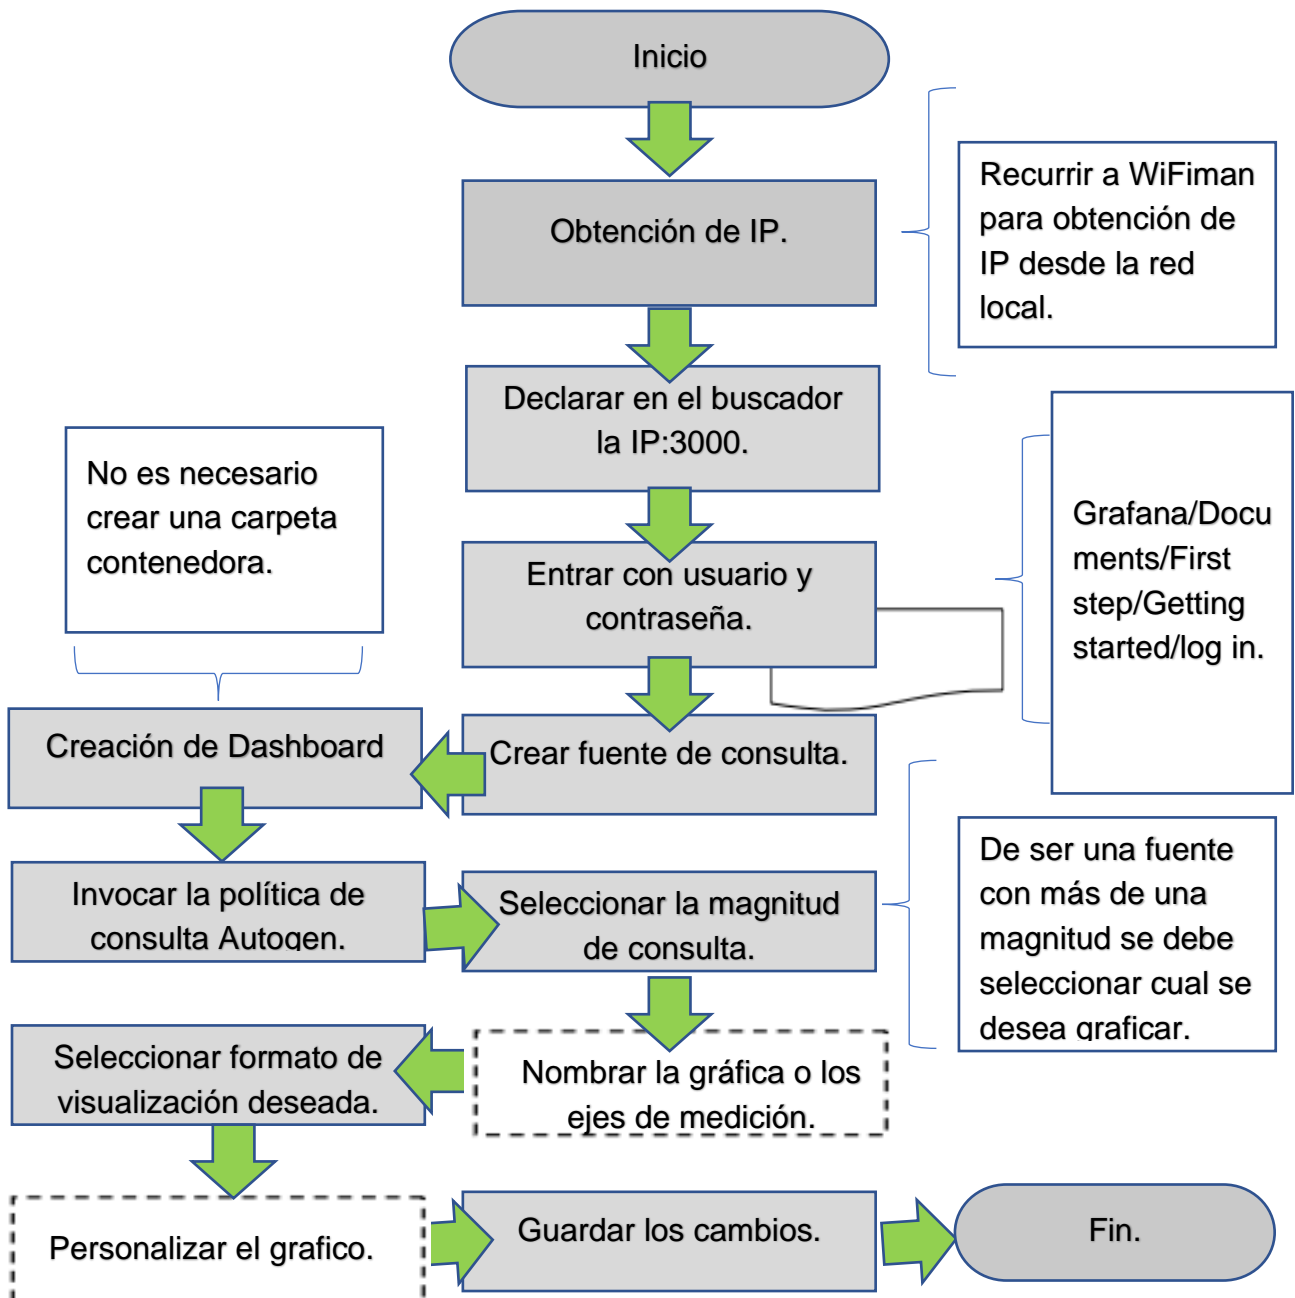 Inicio
Obtención de IP.
Recurrir a WiFiman
para obtención de
IP desde la red
local.
Declarar en el buscador
la IP:3000.
No es necesario
crear una carpeta
contenedora.
Entrar con usuario y
contraseña.
Grafana/Docu
ments/First
step/Getting
started/log in.
Crear fuente de consulta.
Creación de Dashboard
Invocar la política de
consulta Autogen.
Seleccionar la magnitud
de consulta.
De ser una fuente
con más de una
magnitud se debe
seleccionar cual se
desea graficar.
Nombrar la gráfica o los
ejes de medición.
Seleccionar formato de
visualización deseada.
Personalizar el grafico.
Guardar los cambios.
Fin.